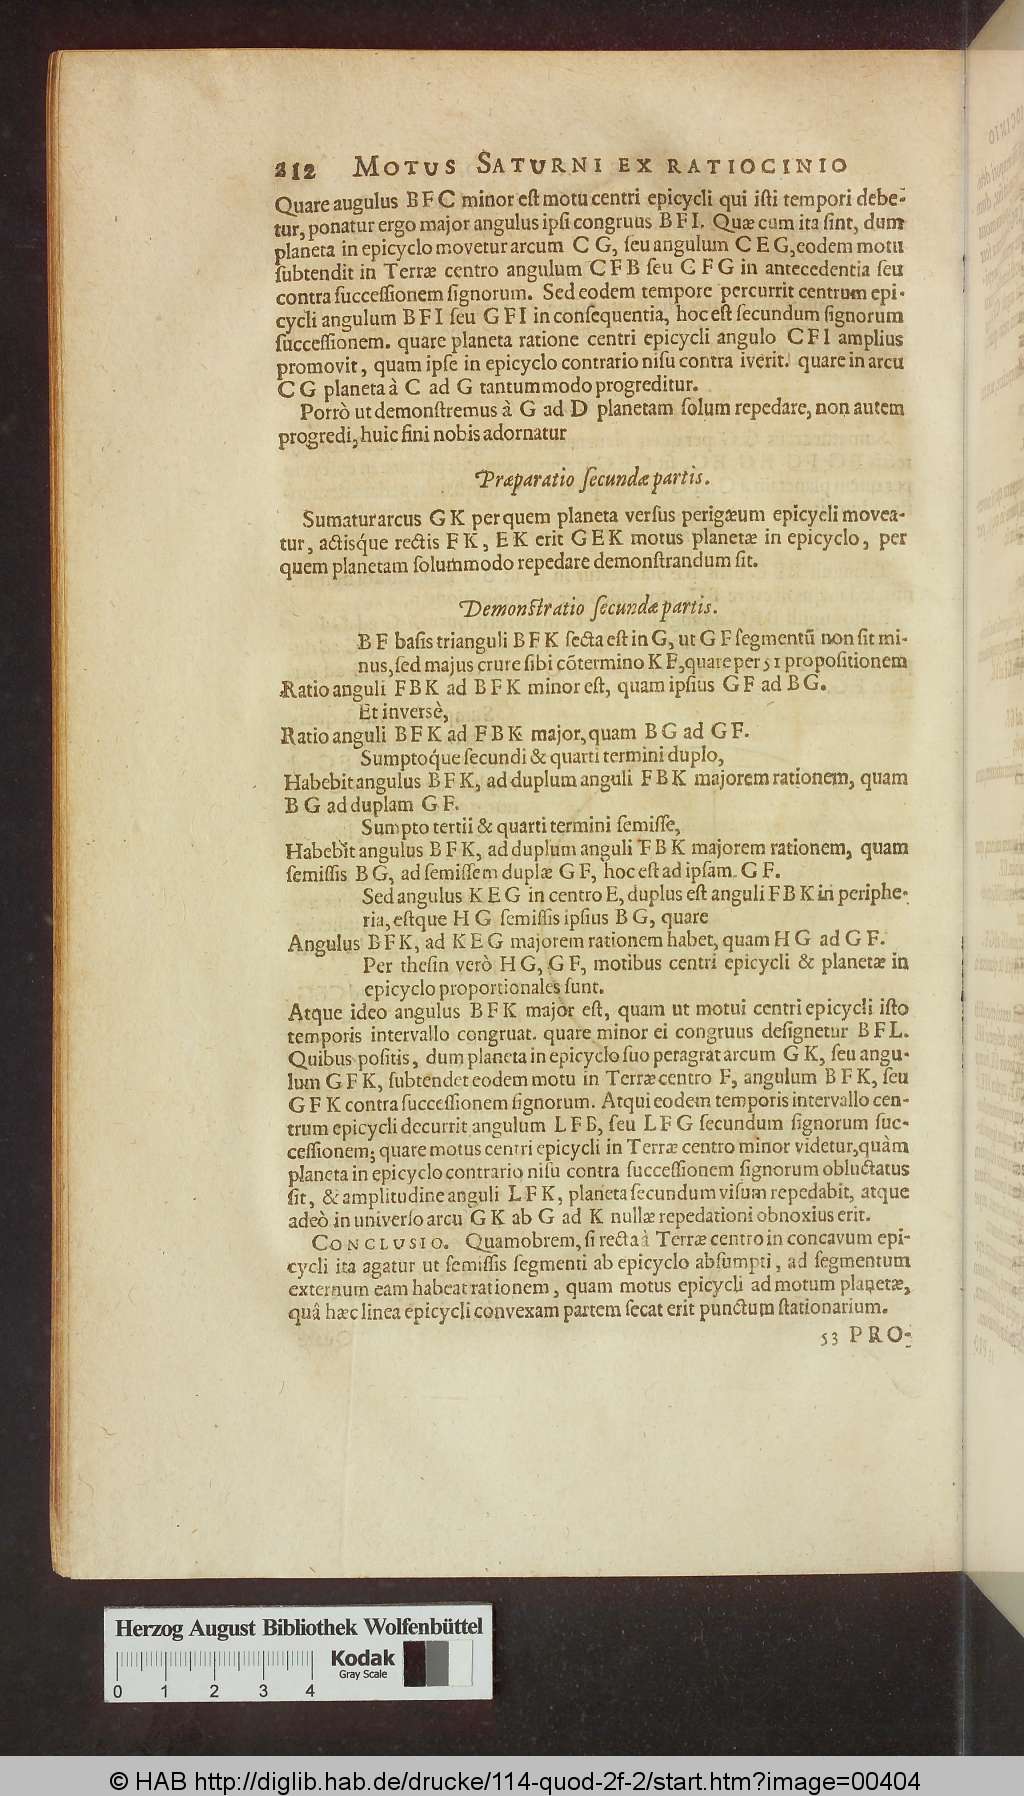 212 MOTUS SATURNI EX RATIOCINIO
Quare augulus B F C minor eſt motu centri epicycli qui iſti tempori debe-
tur, ponatur ergo major angulus ipſi congruus B F I. Quæ cum ita ſint, dum
planeta in epicyclo movetur arcum C G, ſeu angulum C E G, eodem motu
ſubtendit in Terræ centro angulum C F B ſeu C F G in antecedentia ſeu
contra ſucceſſionem ſignorum. Sed eodem tempore percurrit centrum epi-
cycli angulum B F I ſeu G F I in conſequentia, hoc eſt ſecundum ſignorum
ſucceſſionem. quare planeta ratione centri epicycli angulo C F I amplius
promovit, quam ipſe in epicyclo contrario niſu contra iverit. quare in arcu
C G planeta à C ad G tantummodo progreditur.
Porrò ut demonſtremus à G ad D planetam ſolum repedare, non autem
progredi, huic fini nobis adornatur
Præparatio ſecundæ partis.
Sumatur arcus G K per quem planeta verſus perigæum epicycli movea-
tur, actisq́ue rectis F K, E K erit G E K motus planetæ in epicyclo, per
quem planetam ſolummodo repedare demonſtrandum ſit.
Demonſtratio ſecundæ partis.
B F baſis trianguli B F K ſecta eſt in G, ut G F ſegmentũ non ſit mi-
nus, ſed majus crure ſibi cõtermino K F, quare per 51 propoſitionem
Ratio anguli F B K ad B F K minor eſt, quam ipſius G F ad B G.
Et inversè,
Ratio anguli B F K ad F B K major, quam B G ad G F.
Sumptoq́ue ſecundi & quarti termini duplo,
Habebit angulus B F K, ad duplum anguli F B K majorem rationem, quam
B G ad duplam G F.
Sumpto tertii & quarti termini ſemiſſe,
Habebit angulus B F K, ad duplum anguli F B K majorem rationem, quam
ſemiſſis B G, ad ſemiſſem duplæ G F, hoc eſt ad ipſam G F.
Sed angulus K E G in centro E, duplus eſt anguli F B K in periphe-
ria, eſtque H G ſemiſſis ipſius B G, quare
Angulus B F K, ad K E G majorem rationem habet, quam H G ad G F.
Per theſin verò H G, G F, motibus centri epicycli & planetæ in
epicyclo proportionales ſunt.
Atque ideo angulus B F K major eſt, quam ut motui centri epicycli iſto
temporis intervallo congruat. quare minor ei congruus deſignetur B F L.
Quibus poſitis, dum planeta in epicyclo ſuo peragrat arcum G K, ſeu angu-
lum G F K, ſubtendet eodem motu in Terræ centro F, angulum B F K, ſeu
G F K contra ſucceſſionem ſignorum. Atqui eodem temporis intervallo cen-
trum epicycli decurrit angulum L F B, ſeu L F G ſecundum ſignorum ſuc-
ceſſionem; quare motus centri epicycli in Terræ centro minor videtur, quàm
planeta in epicyclo contrario niſu contra ſucceſſionem ſignorum obluctatus
ſit, & amplitudine anguli L F K, planeta ſecundum viſum repedabit, atque
adeò in univerſo arcu G K ab G ad K nullæ repedationi obnoxius erit.
CONCLUSIO. Quamobrem, ſi recta à Terræ centro in concavum epi-
cycli ita agatur ut ſemiſſis ſegmenti ab epicyclo abſumpti, ad ſegmentum
externum eam habeat rationem, quam motus epicycli ad motum planetæ,
quâ hæc linea epicycli convexam partem ſecat erit punctum ſtationarium.
53 PRO-
Herzog August Bibliothek Wolfenbüttel
Kodak
Gray Scale
0 1 2 3 4
© HAB http://diglib.hab.de/drucke/114-quod-2f-2/start.htm?image=00404